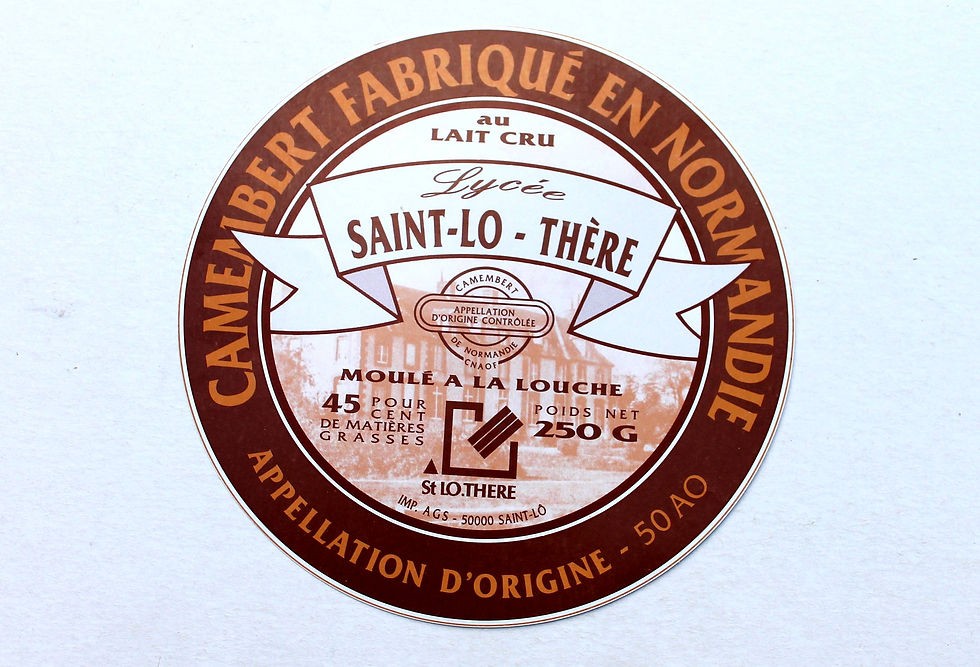 CAMEMBERT FABRIQUÉ EN NORMANDIE
au
LAIT CRU
Lycée
SAINT-LO - THÈRE
CAMEMBERT
APPELLATION
D'ORIGINE CONTRÔLÉE
DE NORMANDIE
CNAOF
MOULÉ A LA LOUCHE
45 POUR CENT
DE MATIÈRES
GRASSES
POIDS NET
250 G
St LO.THERE
IMP. AGS - 50000 SAINT-LÔ
APPELLATION D'ORIGINE - 50 AO